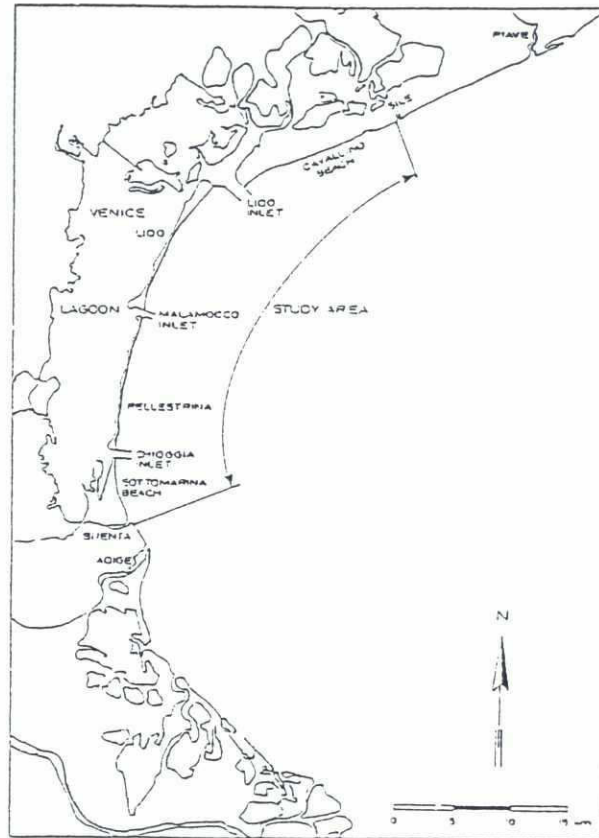 PIAVE
SILE
CAVALLINO
BEACH
LIDO
INLET
VENICE
LIDO
LAGOON
MALAMOCCO
INLET
STUDY AREA
PELLESTRINA
CHIOGGIA
INLET
SOTTOMARINA
BEACH
BRENTA
ADIGE
N
0 5 10 15 km